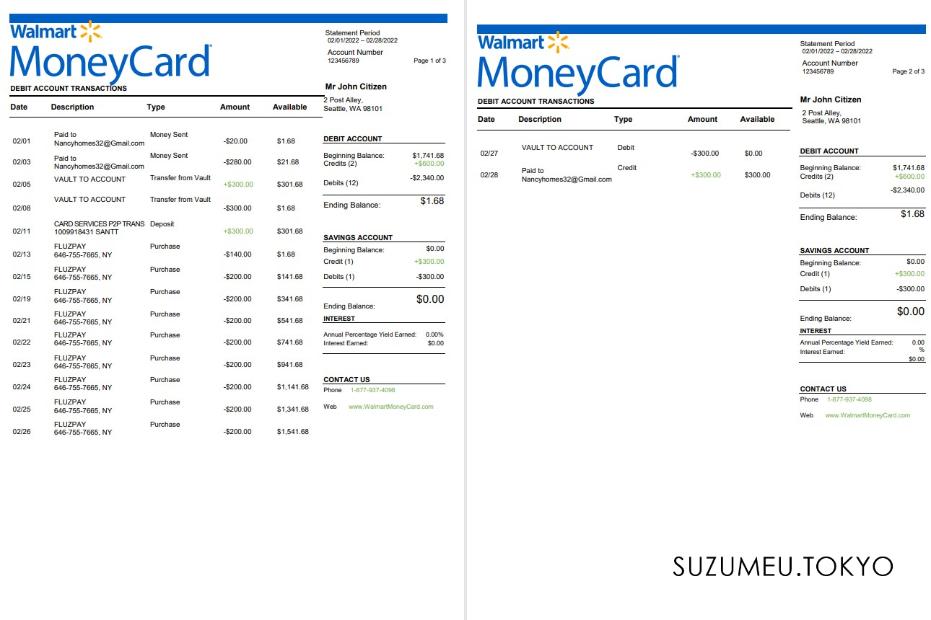 Walmart
MoneyCard
Statement Period
02/01/2022 – 02/28/2022
Account Number
123456789 Page 1 of 3
DEBIT ACCOUNT TRANSACTIONS
Date Description Type Amount Available
02/01 Paid to Nancyhomes32@Gmail.com Money Sent -$20.00 $1.68
02/03 Paid to Nancyhomes32@Gmail.com Money Sent -$280.00 $21.68
02/05 VAULT TO ACCOUNT Transfer from Vault +$300.00 $301.68
02/08 VAULT TO ACCOUNT Transfer from Vault -$300.00 $1.68
02/11 CARD SERVICES P2P TRANS 1009918431 SANTT Deposit +$300.00 $301.68
02/13 FLUZPAY 646-755-7665, NY Purchase -$140.00 $1.68
02/15 FLUZPAY 646-755-7665, NY Purchase -$200.00 $141.68
02/19 FLUZPAY 646-755-7665, NY Purchase -$200.00 $341.68
02/21 FLUZPAY 646-755-7665, NY Purchase -$200.00 $541.68
02/22 FLUZPAY 646-755-7665, NY Purchase -$200.00 $741.68
02/23 FLUZPAY 646-755-7665, NY Purchase -$200.00 $941.68
02/24 FLUZPAY 646-755-7665, NY Purchase -$200.00 $1,141.68
02/25 FLUZPAY 646-755-7665, NY Purchase -$200.00 $1,341.68
02/26 FLUZPAY 646-755-7665, NY Purchase -$200.00 $1,541.68
Mr John Citizen
2 Post Alley,
Seattle, WA 98101
DEBIT ACCOUNT
Beginning Balance: $1,741.68
Credits (2) +$600.00
Debits (12) -$2,340.00
Ending Balance: $1.68
SAVINGS ACCOUNT
Beginning Balance: $0.00
Credit (1) +$300.00
Debits (1) -$300.00
Ending Balance: $0.00
INTEREST
Annual Percentage Yield Earned: 0.00%
Interest Earned: $0.00
CONTACT US
Phone 1-877-937-4098
Web www.WalmartMoneyCard.com
Walmart
MoneyCard
Statement Period
02/01/2022 – 02/28/2022
Account Number
123456789 Page 2 of 3
DEBIT ACCOUNT TRANSACTIONS
Date Description Type Amount Available
02/27 VAULT TO ACCOUNT Debit -$300.00 $0.00
02/28 Paid to Nancyhomes32@Gmail.com Credit +$300.00 $300.00
Mr John Citizen
2 Post Alley,
Seattle, WA 98101
DEBIT ACCOUNT
Beginning Balance: $1,741.68
Credits (2) +$600.00
Debits (12) -$2,340.00
Ending Balance: $1.68
SAVINGS ACCOUNT
Beginning Balance: $0.00
Credit (1) +$300.00
Debits (1) -$300.00
Ending Balance: $0.00
INTEREST
Annual Percentage Yield Earned: 0.00
%
Interest Earned:
$0.00
CONTACT US
Phone 1-877-937-4098
Web www.WalmartMoneyCard.com
SUZUMEU.TOKYO